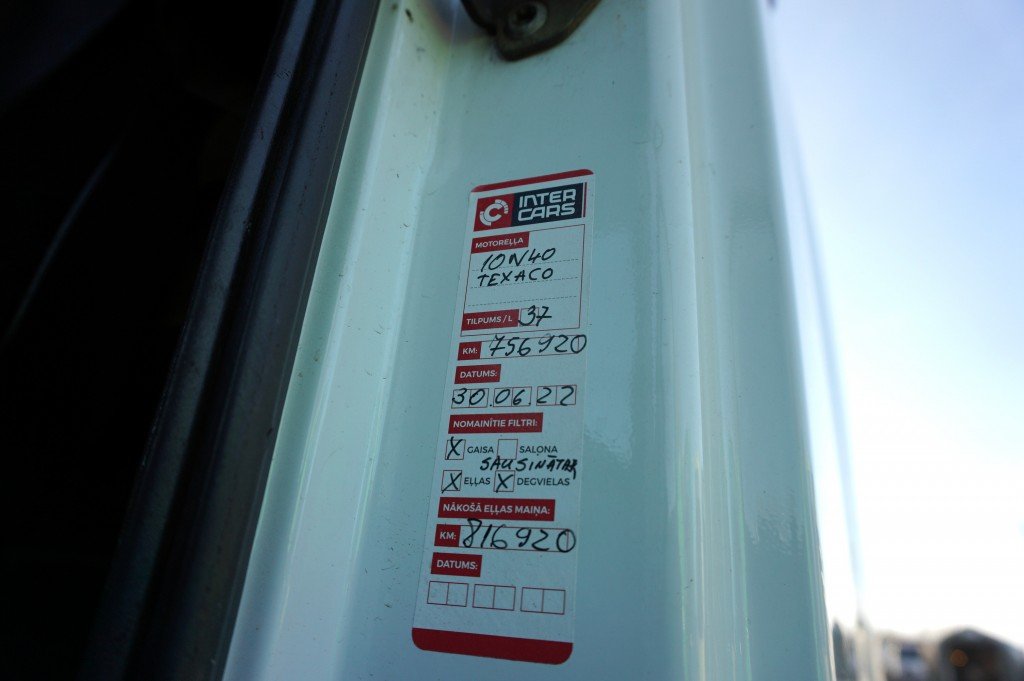 INTER
CARS
MOTOREĻĻA
10W40
TEXACO
TILPUMS / L 37
KM: 756920
DATUMS:
30.06.22
NOMAINĪTIE FILTRI:
X GAISA SALONA
SAUSINĀTĀJ
X EĻĻAS X DEGVIELAS
NĀKOŠĀ EĻĻAS MAIŅA:
KM: 816920
DATUMS: